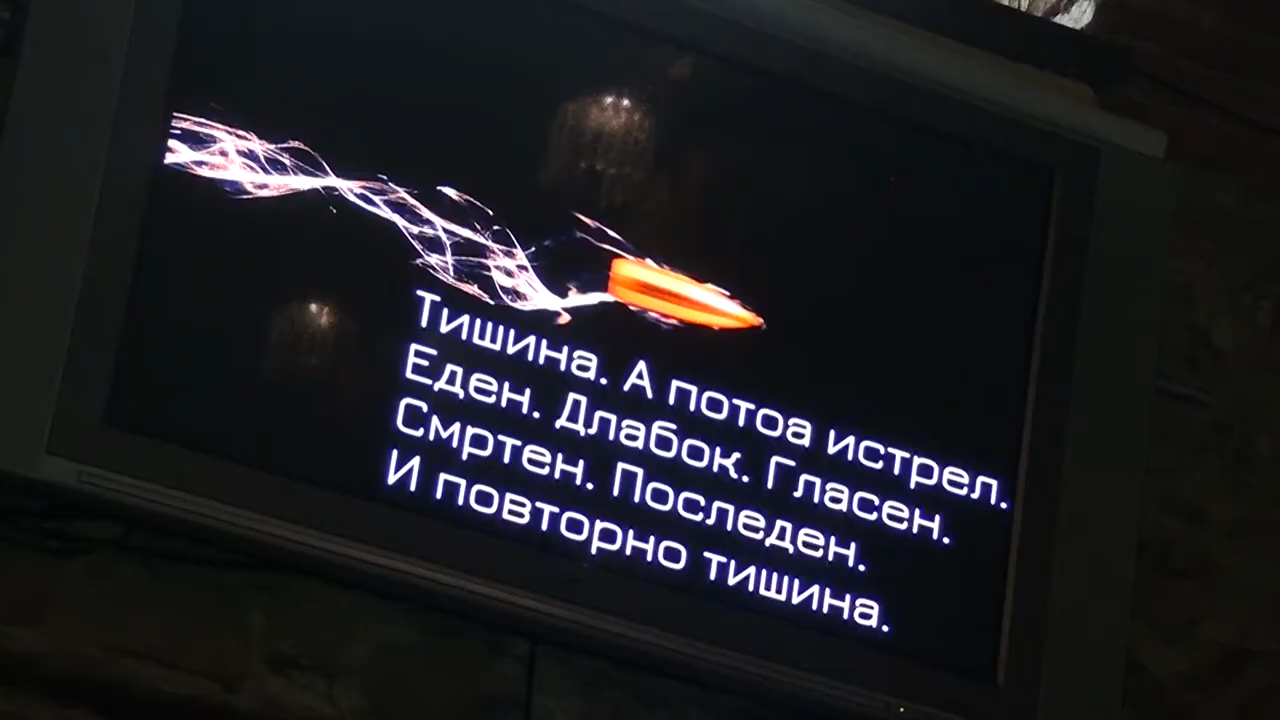 Тишина. А потоа истрел.
Еден. Длабок. Гласен.
Смртен. Последен.
И повторно тишина.